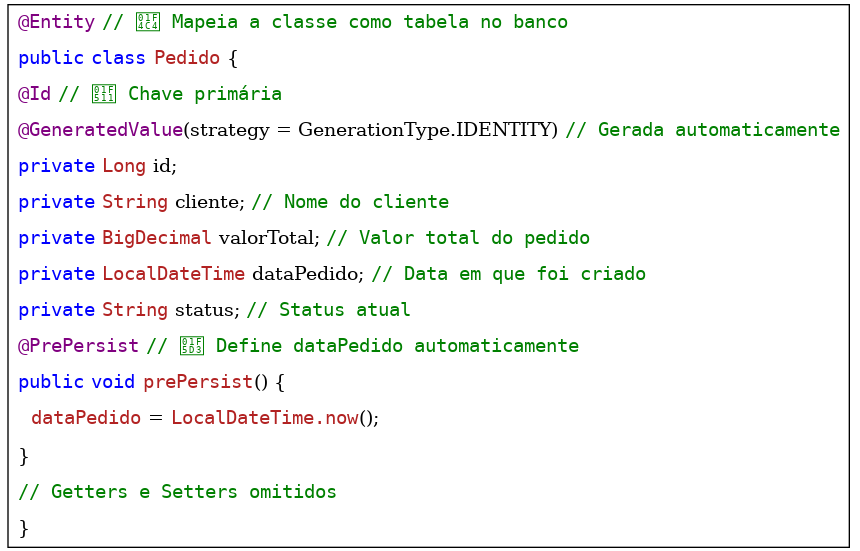 @Entity // 📄 Mapeia a classe como tabela no banco
public class Pedido {
@Id // 🔑 Chave primária
@GeneratedValue(strategy = GenerationType.IDENTITY) // Gerada automaticamente
private Long id;
private String cliente; // Nome do cliente
private BigDecimal valorTotal; // Valor total do pedido
private LocalDateTime dataPedido; // Data em que foi criado
private String status; // Status atual
@PrePersist // 🗓 Define dataPedido automaticamente
public void prePersist() {
dataPedido = LocalDateTime.now();
}
// Getters e Setters omitidos
}